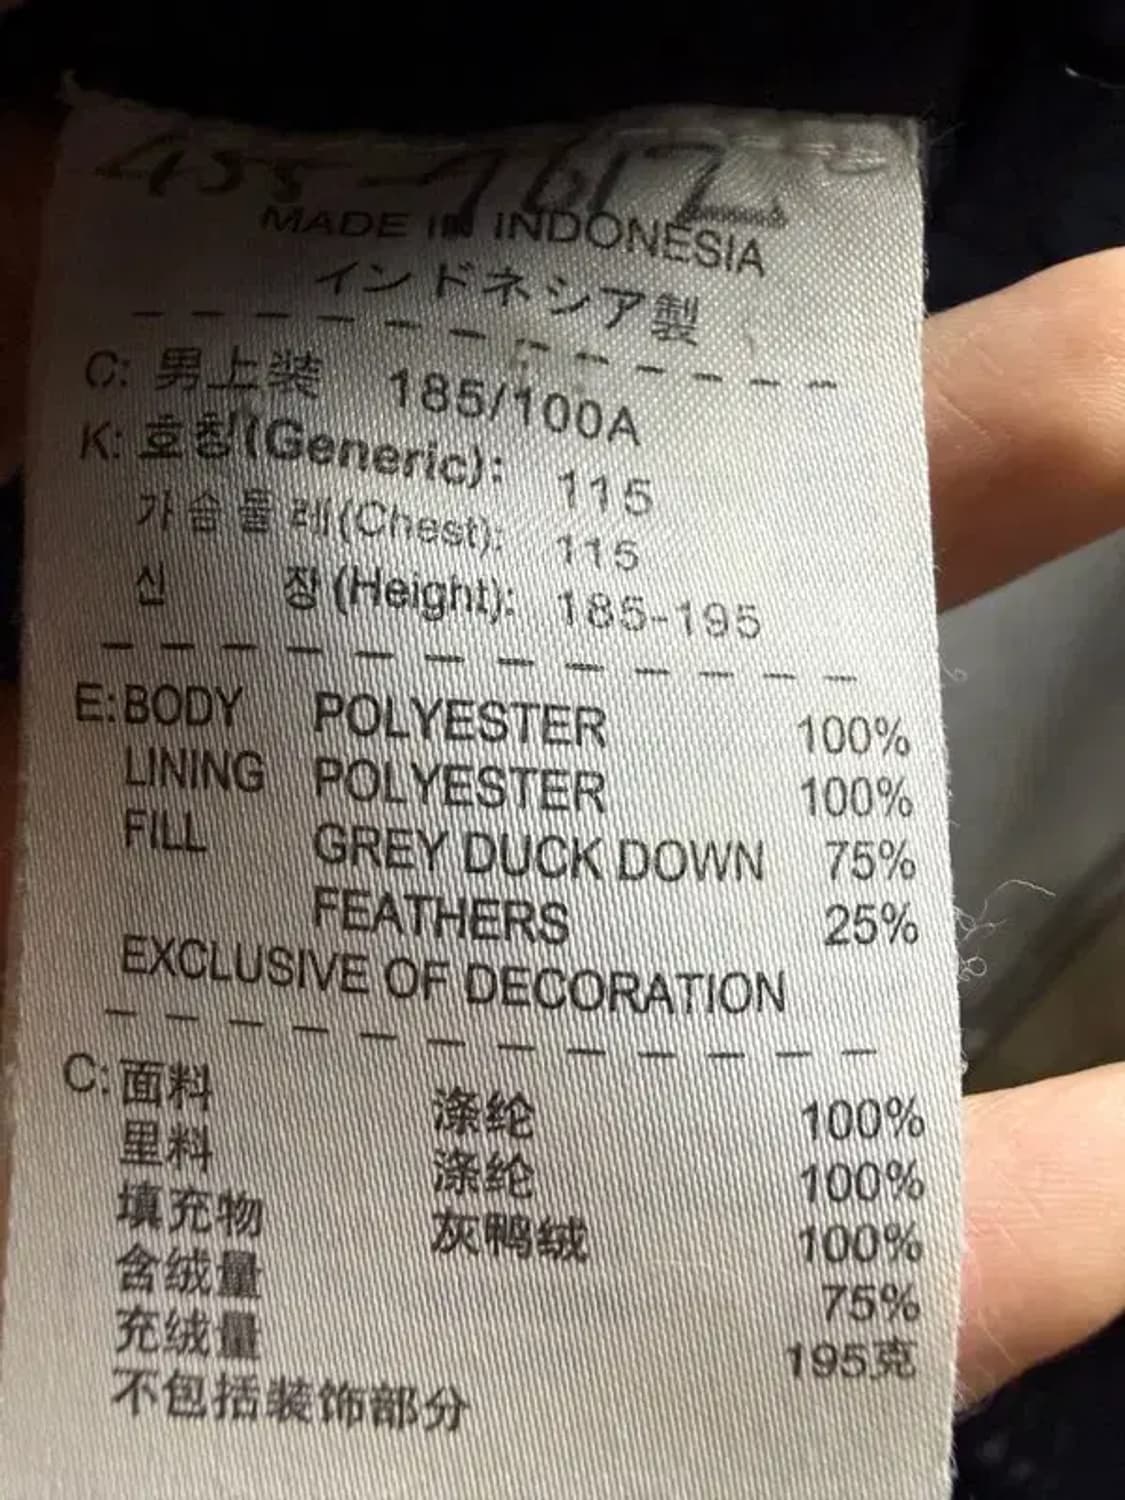 455-7612
MADE IN INDONESIA
インドネシア製
C: 男上装 185/100A
K: 호칭(Generic): 115
가슴둘레(Chest): 115
신 장(Height): 185-195
E: BODY POLYESTER 100%
LINING POLYESTER 100%
FILL GREY DUCK DOWN 75%
FEATHERS 25%
EXCLUSIVE OF DECORATION
C: 面料 涤纶 100%
里料 涤纶 100%
填充物 灰鸭绒 100%
含绒量 75%
充绒量 195克
不包括装饰部分